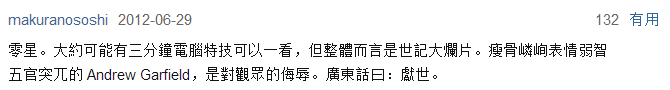 makuranososhi 2012-06-29 132 有用
零星。大約可能有三分鐘電腦特技可以一看，但整體而言是世記大爛片。瘦骨嶙峋表情弱智
五官突兀的 Andrew Garfield，是對觀眾的侮辱。廣東話曰：獻世。